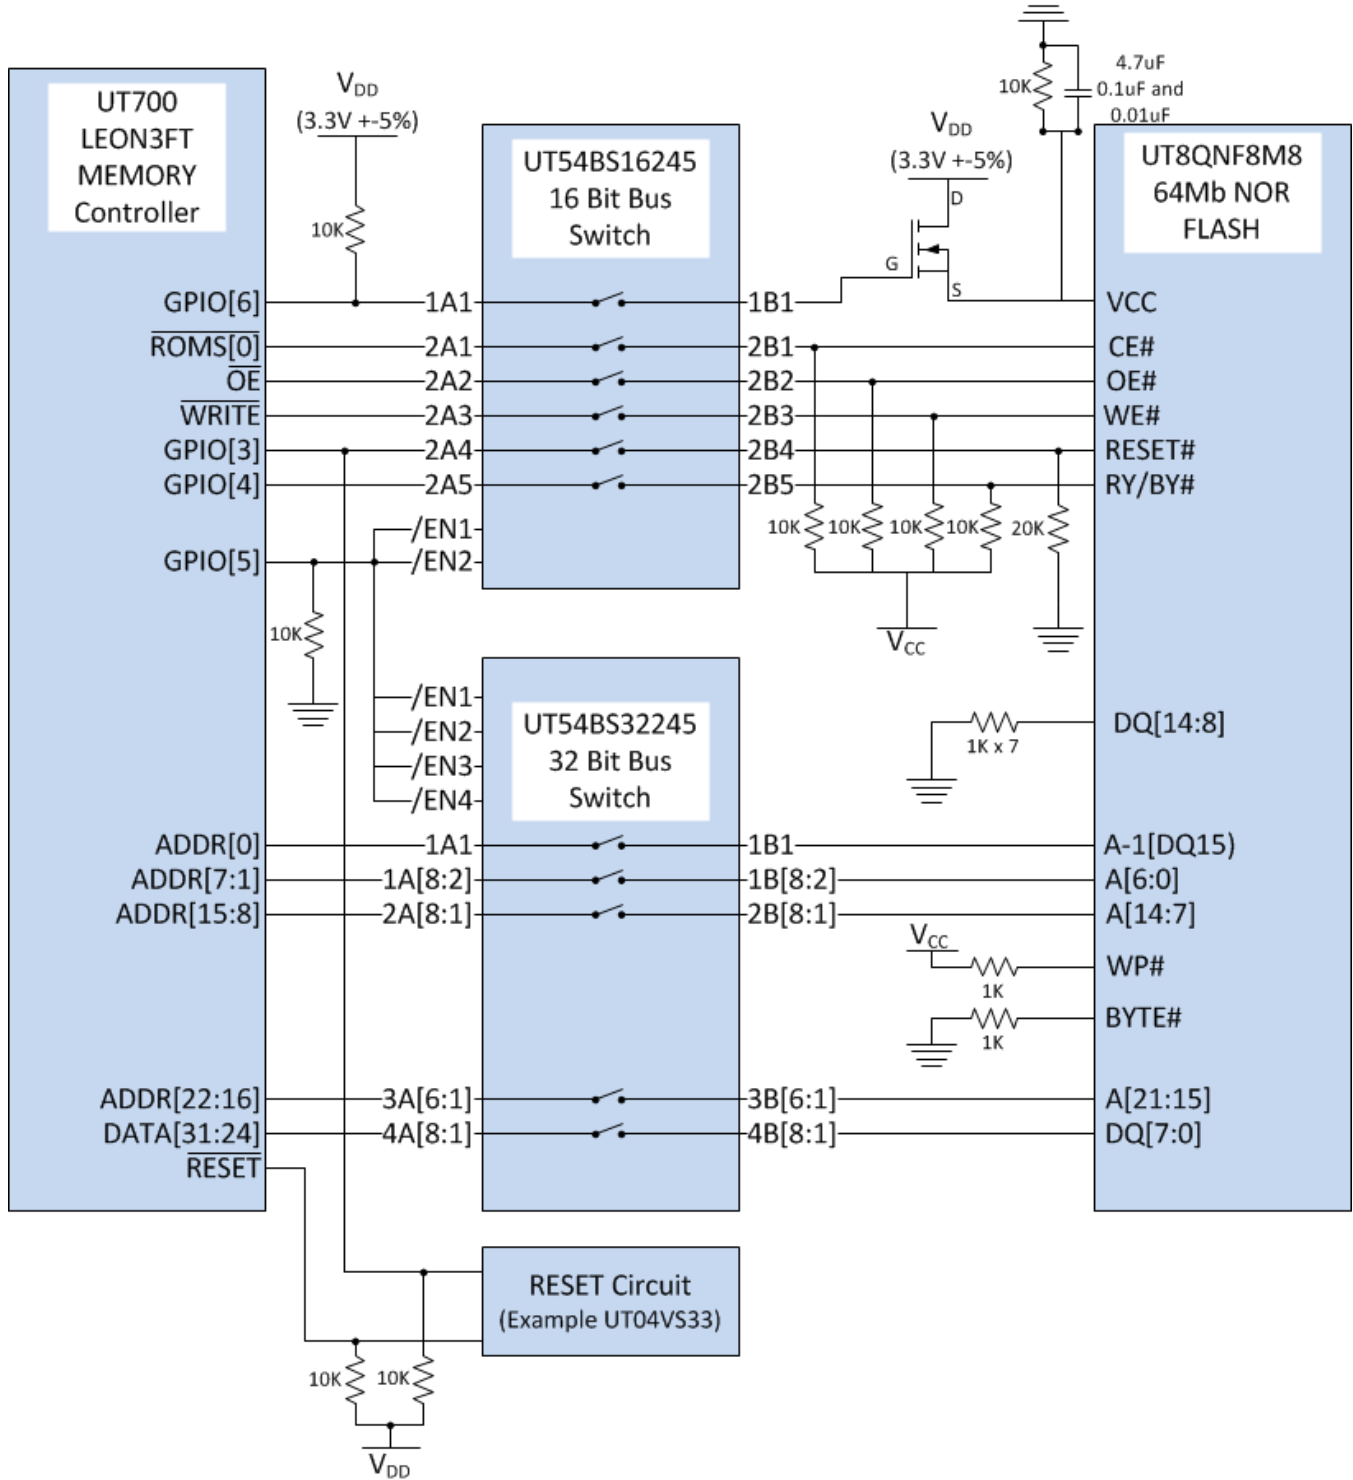 UT700
LEON3FT
MEMORY
Controller
GPIO[6]
ROMS[0]
OE
WRITE
GPIO[3]
GPIO[4]
GPIO[5]
ADDR[0]
ADDR[7:1]
ADDR[15:8]
ADDR[22:16]
DATA[31:24]
RESET
VDD
(3.3V +-5%)
10K
10K
1A1
2A1
2A2
2A3
2A4
2A5
/EN1
/EN2
/EN1
/EN2
/EN3
/EN4
1A1
1A[8:2]
2A[8:1]
3A[6:1]
4A[8:1]
UT54BS16245
16 Bit Bus
Switch
UT54BS32245
32 Bit Bus
Switch
RESET Circuit
(Example UT04VS33)
10K
10K
VDD
1B1
2B1
2B2
2B3
2B4
2B5
1B1
1B[8:2]
2B[8:1]
3B[6:1]
4B[8:1]
VDD
(3.3V +-5%)
D
G
S
10K
4.7uF
0.1uF and
0.01uF
10K
10K
10K
10K
20K
VCC
1K x 7
VCC
1K
1K
UT8QNF8M8
64Mb NOR
FLASH
VCC
CE#
OE#
WE#
RESET#
RY/BY#
DQ[14:8]
A-1[DQ15)
A[6:0]
A[14:7]
WP#
BYTE#
A[21:15]
DQ[7:0]